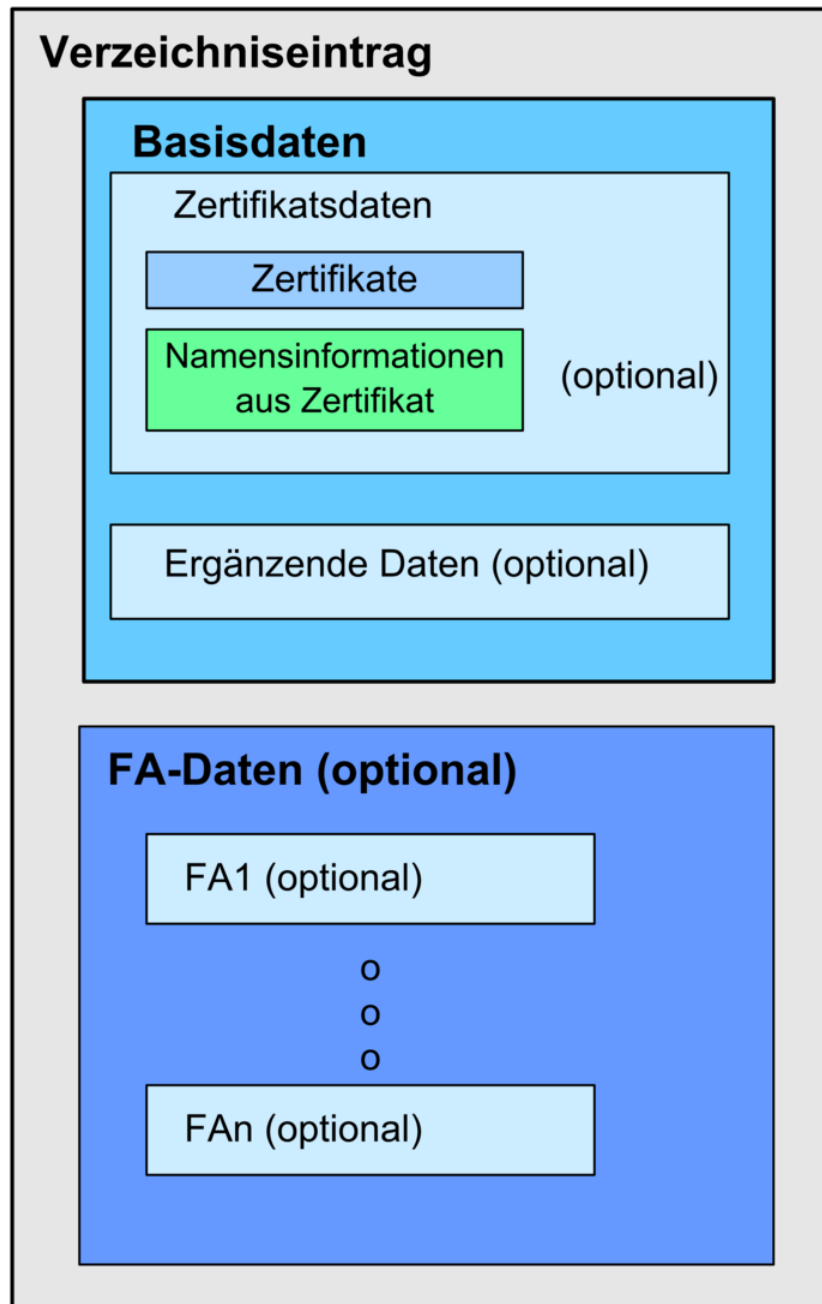 Verzeichniseintrag
Basisdaten
Zertifikatsdaten
Zertifikate
Namensinformationen
aus Zertifikat
(optional)
Ergänzende Daten (optional)
FA-Daten (optional)
FA1 (optional)
o
o
o
FAn (optional)